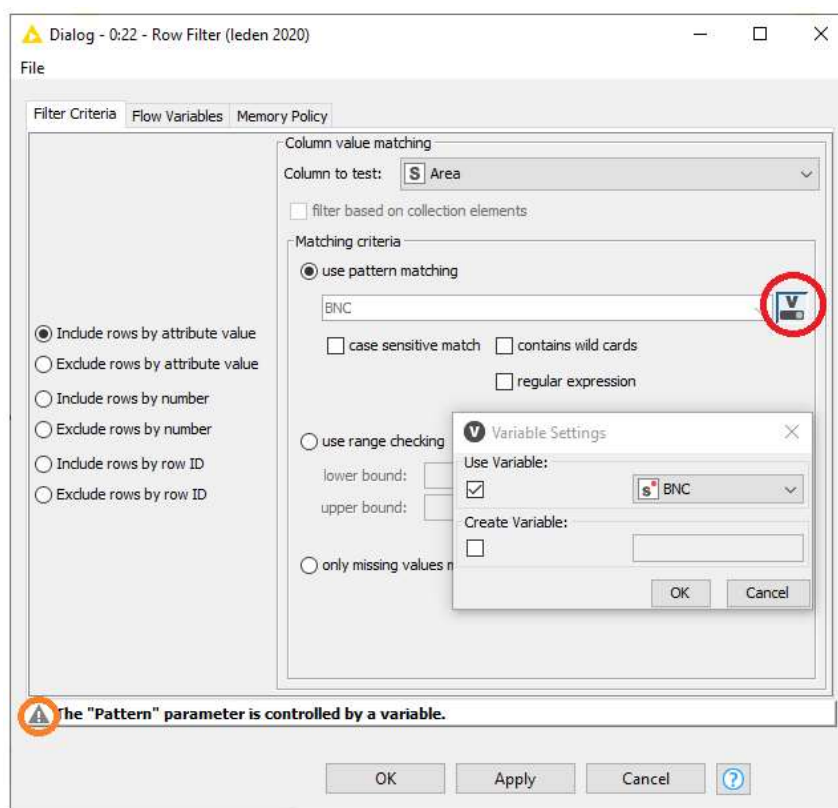 Dialog - 0:22 - Row Filter (leden 2020)
File
Filter Criteria Flow Variables Memory Policy
Column value matching
Column to test: S Area
filter based on collection elements
Matching criteria
use pattern matching
BNC
V
case sensitive match contains wild cards
regular expression
Include rows by attribute value
Exclude rows by attribute value
Include rows by number
Exclude rows by number
Include rows by row ID
Exclude rows by row ID
use range checking
lower bound:
upper bound:
only missing values
V Variable Settings
Use Variable:
s BNC
Create Variable:
OK Cancel
The "Pattern" parameter is controlled by a variable.
OK Apply Cancel ?